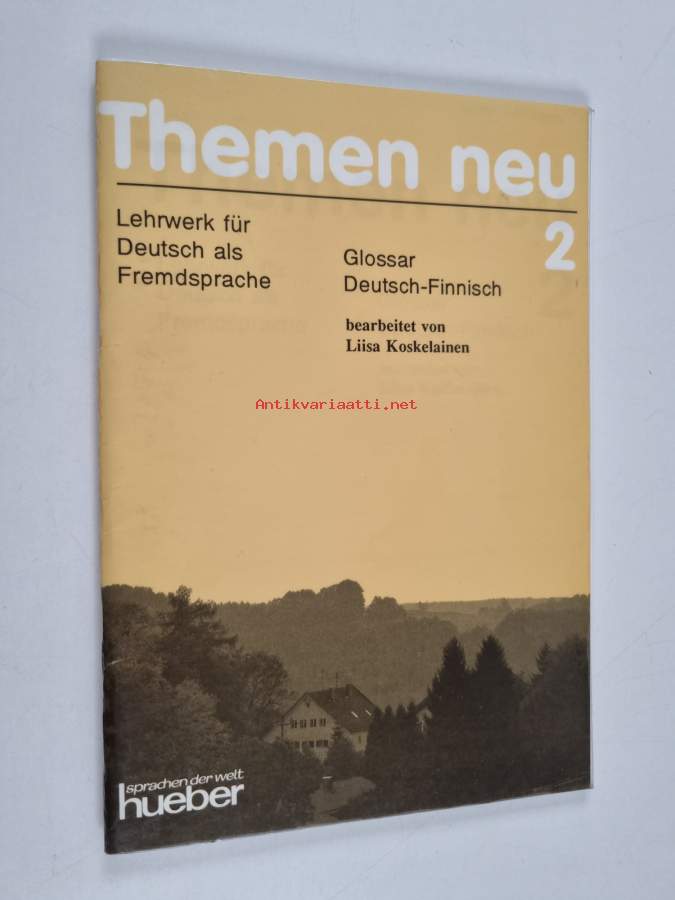 Themen neu
2
Lehrwerk für
Deutsch als
Fremdsprache
Glossar
Deutsch-Finnisch
bearbeitet von
Liisa Koskelainen
Antikvariaatti.net
sprachen der welt
hueber